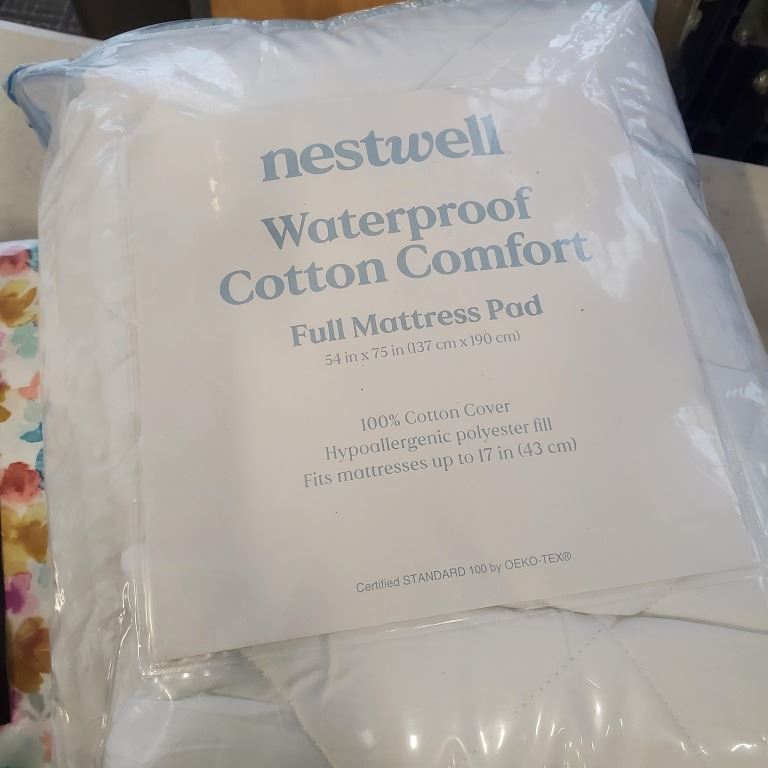 nestwell
Waterproof
Cotton Comfort
Full Mattress Pad
54 in x 75 in (137 cm x 190 cm)
100% Cotton Cover
Hypoallergenic polyester fill
Fits mattresses up to 17 in (43 cm)
Certified STANDARD 100 by OEKO-TEX®